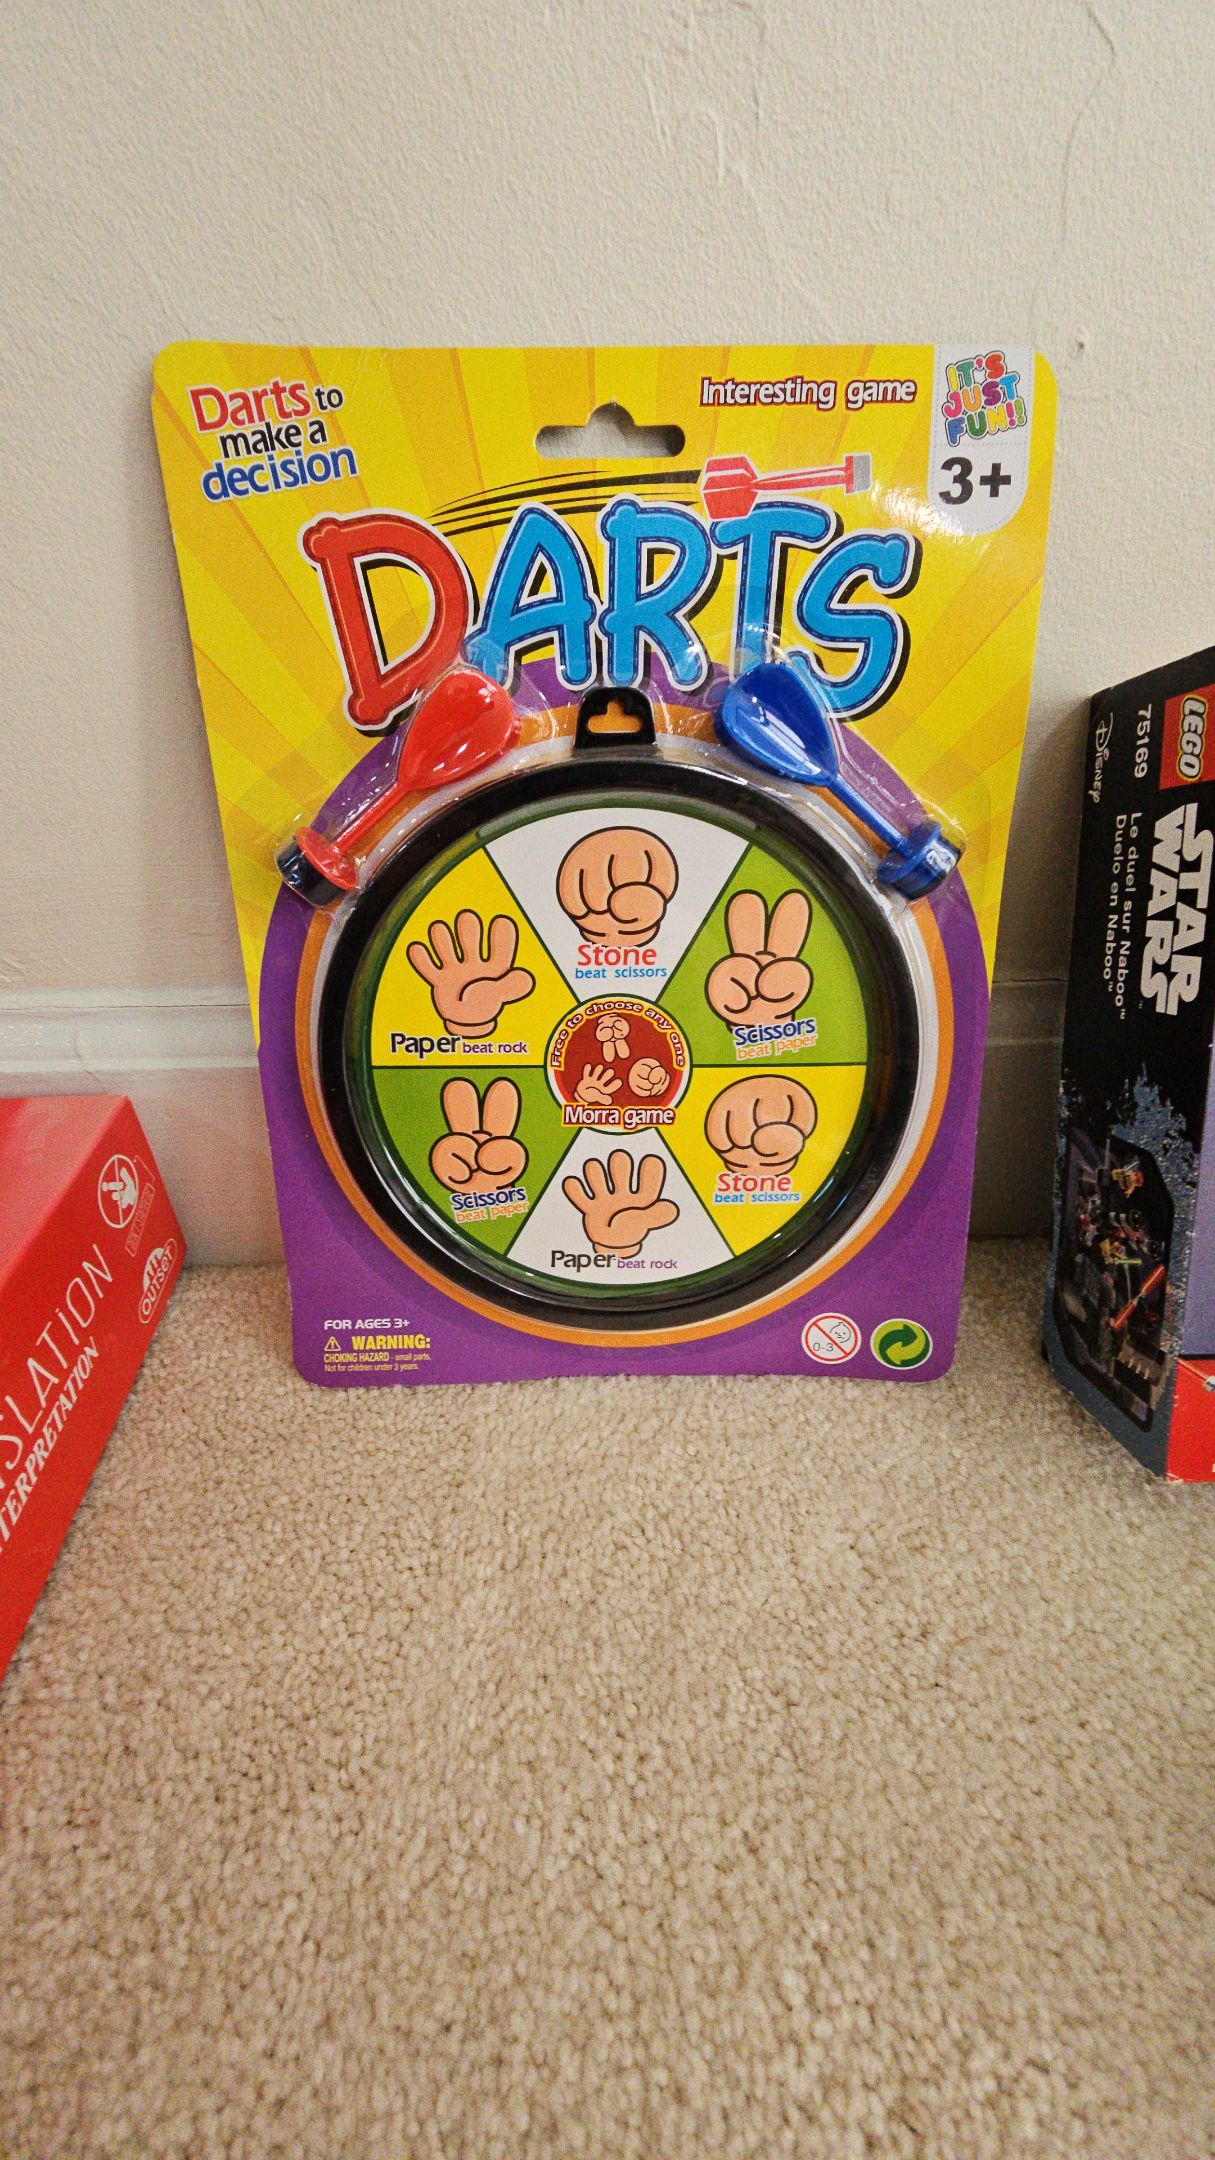 Darts to
make a
decision
Interesting game
IT'S
JUST
FUN!!
3+
DARTS
Stone
beat scissors
Paper beat rock
Scissors
beat paper
Free to choose any one
Morra game
Scissors
beat paper
Stone
beat scissors
Paper beat rock
FOR AGES 3+
WARNING:
CHOKING HAZARD - small parts.
Not for children under 3 years.
0-3
LEGO
STAR
WARS
75169
Disney
Le duel sur Naboo™
Duelo en Naboo™
OUTSET